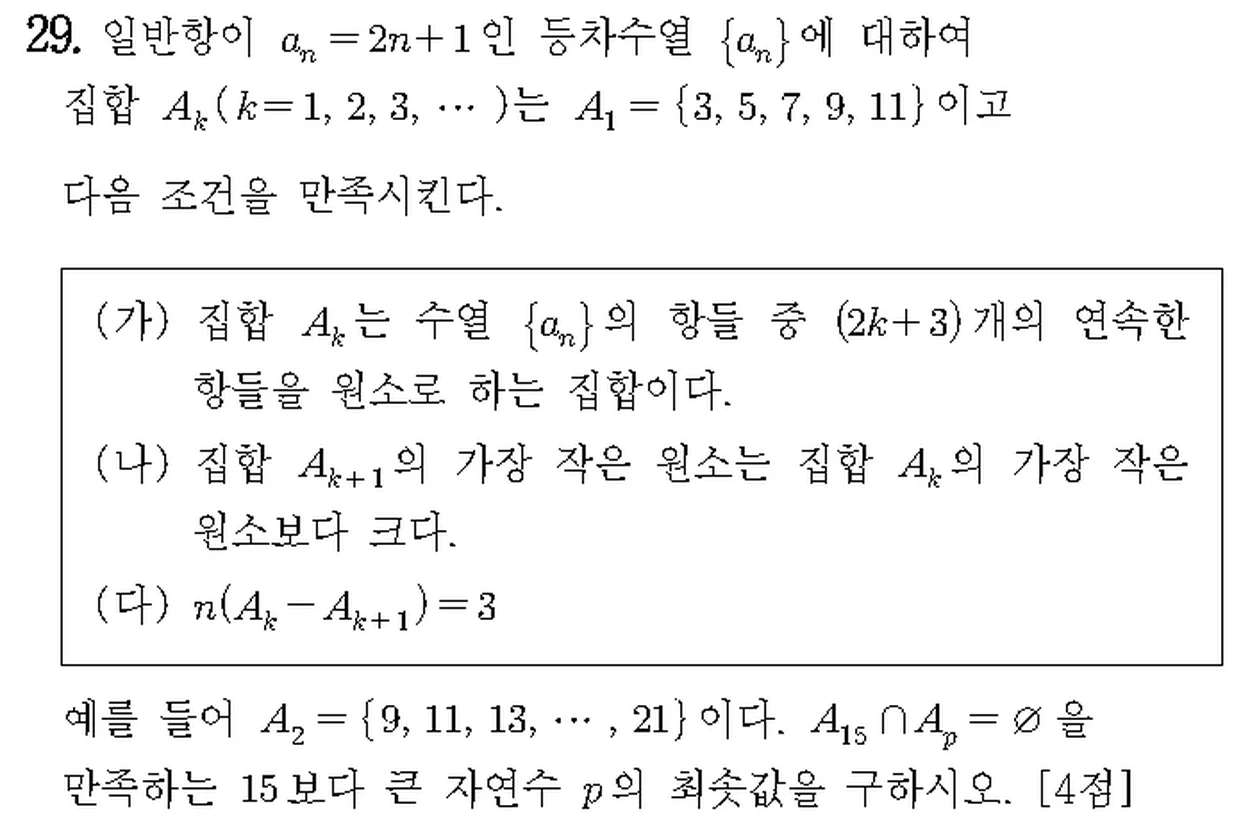 29. 일반항이 aₙ = 2n+1인 등차수열 {aₙ}에 대하여
집합 Aₖ(k=1, 2, 3, ⋯ )는 A₁ = {3, 5, 7, 9, 11}이고
다음 조건을 만족시킨다.
(가) 집합 Aₖ는 수열 {aₙ}의 항들 중 (2k+3)개의 연속한
항들을 원소로 하는 집합이다.
(나) 집합 Aₖ₊₁의 가장 작은 원소는 집합 Aₖ의 가장 작은
원소보다 크다.
(다) n(Aₖ − Aₖ₊₁) = 3
예를 들어 A₂ = {9, 11, 13, ⋯ , 21}이다. A₁₅ ∩ Aₚ = ∅을
만족하는 15보다 큰 자연수 p의 최솟값을 구하시오. [4점]